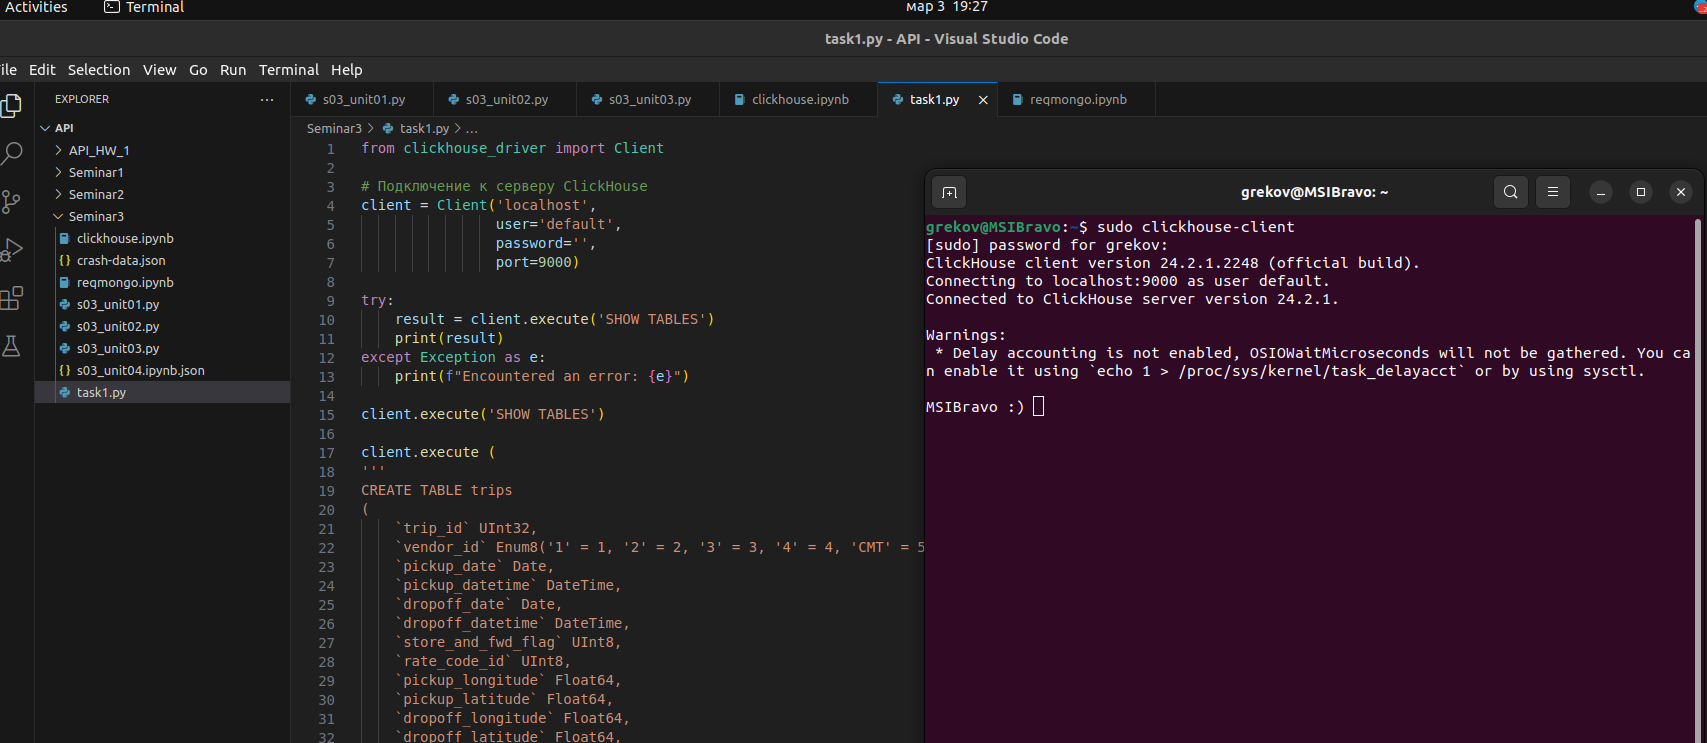 Activities
Terminal
мар 3 19:27
task1.py - API - Visual Studio Code
ile Edit Selection View Go Run Terminal Help
EXPLORER
API
API_HW_1
Seminar1
Seminar2
Seminar3
clickhouse.ipynb
crash-data.json
reqmongo.ipynb
s03_unit01.py
s03_unit02.py
s03_unit03.py
s03_unit04.ipynb.json
task1.py
s03_unit01.py
s03_unit02.py
s03_unit03.py
clickhouse.ipynb
task1.py
reqmongo.ipynb
Seminar3 > task1.py > ...
1 from clickhouse_driver import Client
2
3 # Подключение к серверу ClickHouse
4 client = Client('localhost',
5 user='default',
6 password='',
7 port=9000)
8
9 try:
10 result = client.execute('SHOW TABLES')
11 print(result)
12 except Exception as e:
13 print(f"Encountered an error: {e}")
14
15 client.execute('SHOW TABLES')
16
17 client.execute (
18 '''
19 CREATE TABLE trips
20 (
21 `trip_id` UInt32,
22 `vendor_id` Enum8('1' = 1, '2' = 2, '3' = 3, '4' = 4, 'CMT' = 5
23 `pickup_date` Date,
24 `pickup_datetime` DateTime,
25 `dropoff_date` Date,
26 `dropoff_datetime` DateTime,
27 `store_and_fwd_flag` UInt8,
28 `rate_code_id` UInt8,
29 `pickup_longitude` Float64,
30 `pickup_latitude` Float64,
31 `dropoff_longitude` Float64,
32 `dropoff_latitude` Float64,
grekov@MSIBravo: ~
grekov@MSIBravo:~$ sudo clickhouse-client
[sudo] password for grekov:
ClickHouse client version 24.2.1.2248 (official build).
Connecting to localhost:9000 as user default.
Connected to ClickHouse server version 24.2.1.
Warnings:
* Delay accounting is not enabled, OSIOWaitMicroseconds will not be gathered. You ca
n enable it using `echo 1 > /proc/sys/kernel/task_delayacct` or by using sysctl.
MSIBravo :)